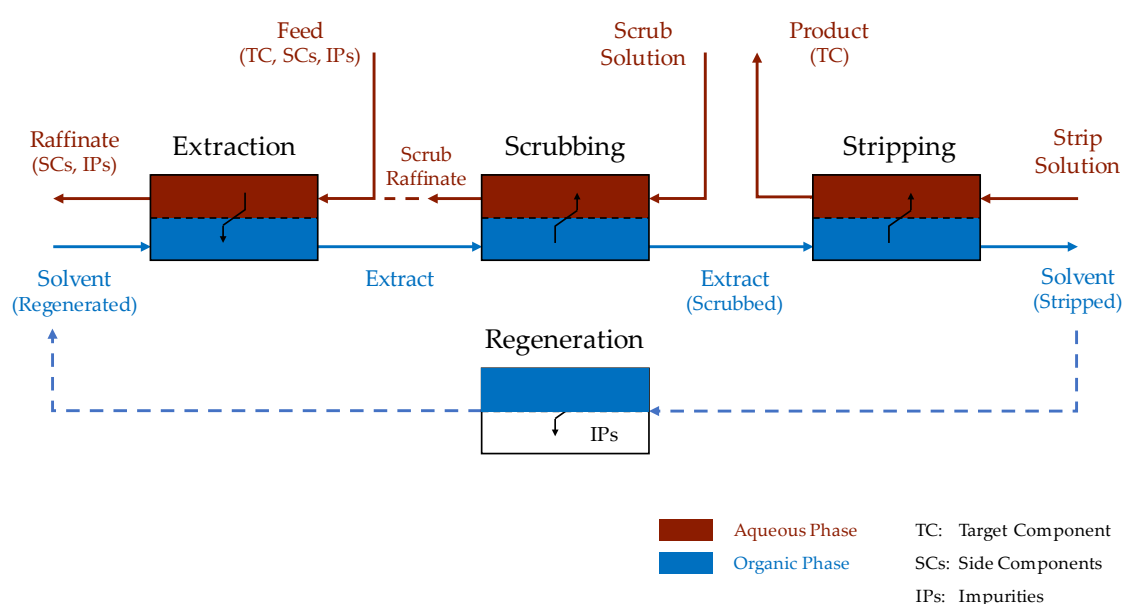 Feed
(TC, SCs, IPs)
Scrub
Solution
Product
(TC)
Raffinate
(SCs, IPs)
Extraction
Scrub
Raffinate
Scrubbing
Stripping
Strip
Solution
Solvent
(Regenerated)
Extract
Extract
(Scrubbed)
Solvent
(Stripped)
Regeneration
IPs
Aqueous Phase
TC: Target Component
Organic Phase
SCs: Side Components
IPs: Impurities